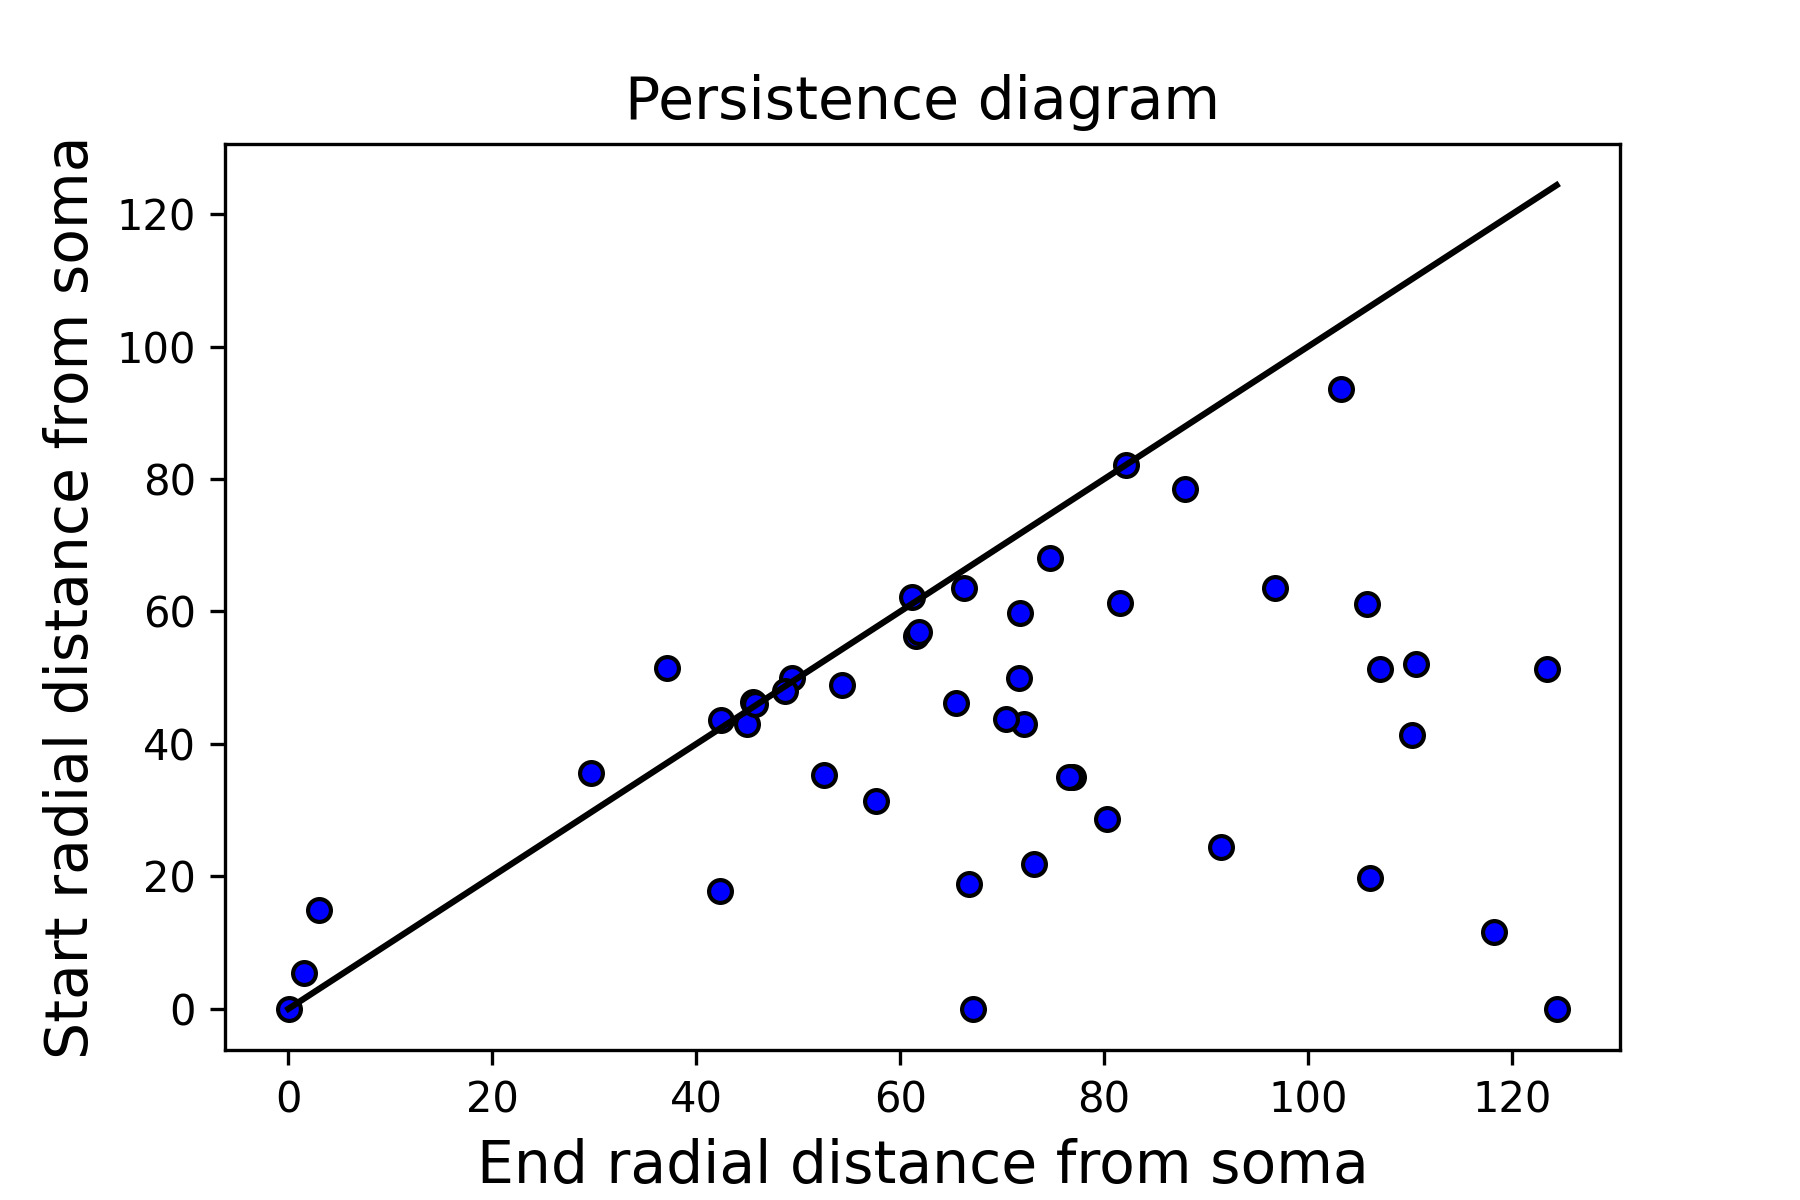 Persistence diagram
Start radial distance from soma
120
100
80
60
40
20
0
0 20 40 60 80 100 120
End radial distance from soma